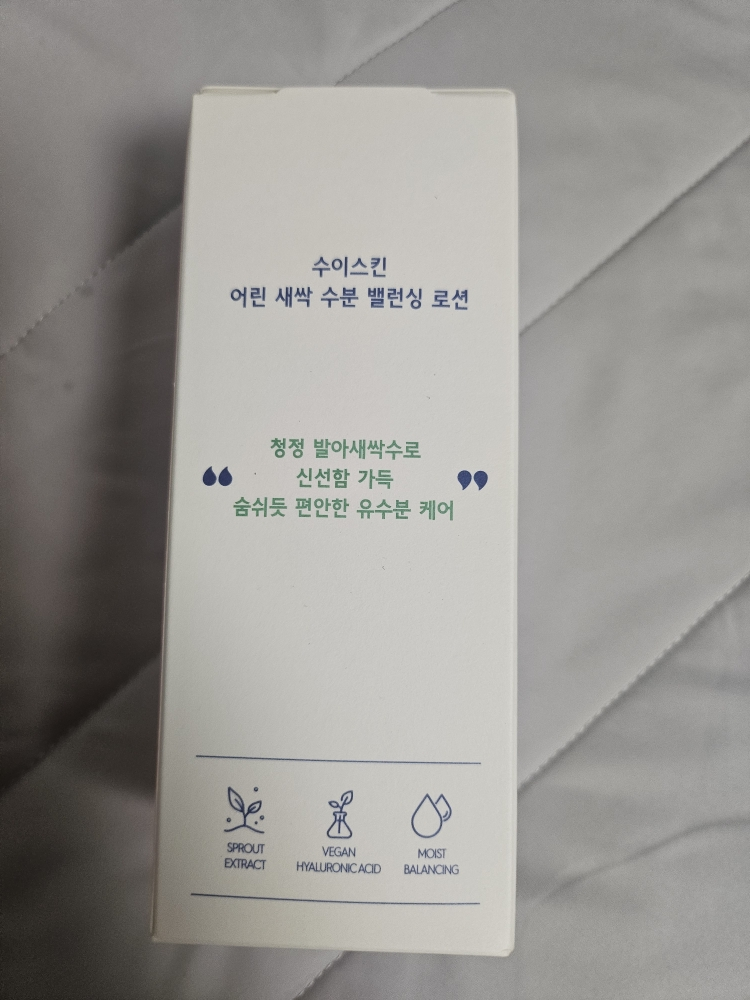 수이스킨
어린 새싹 수분 밸런싱 로션
청정 발아새싹수로
“ 신선함 가득 ”
숨쉬듯 편안한 유수분 케어
SPROUT
EXTRACT
VEGAN
HYALURONIC ACID
MOIST
BALANCING